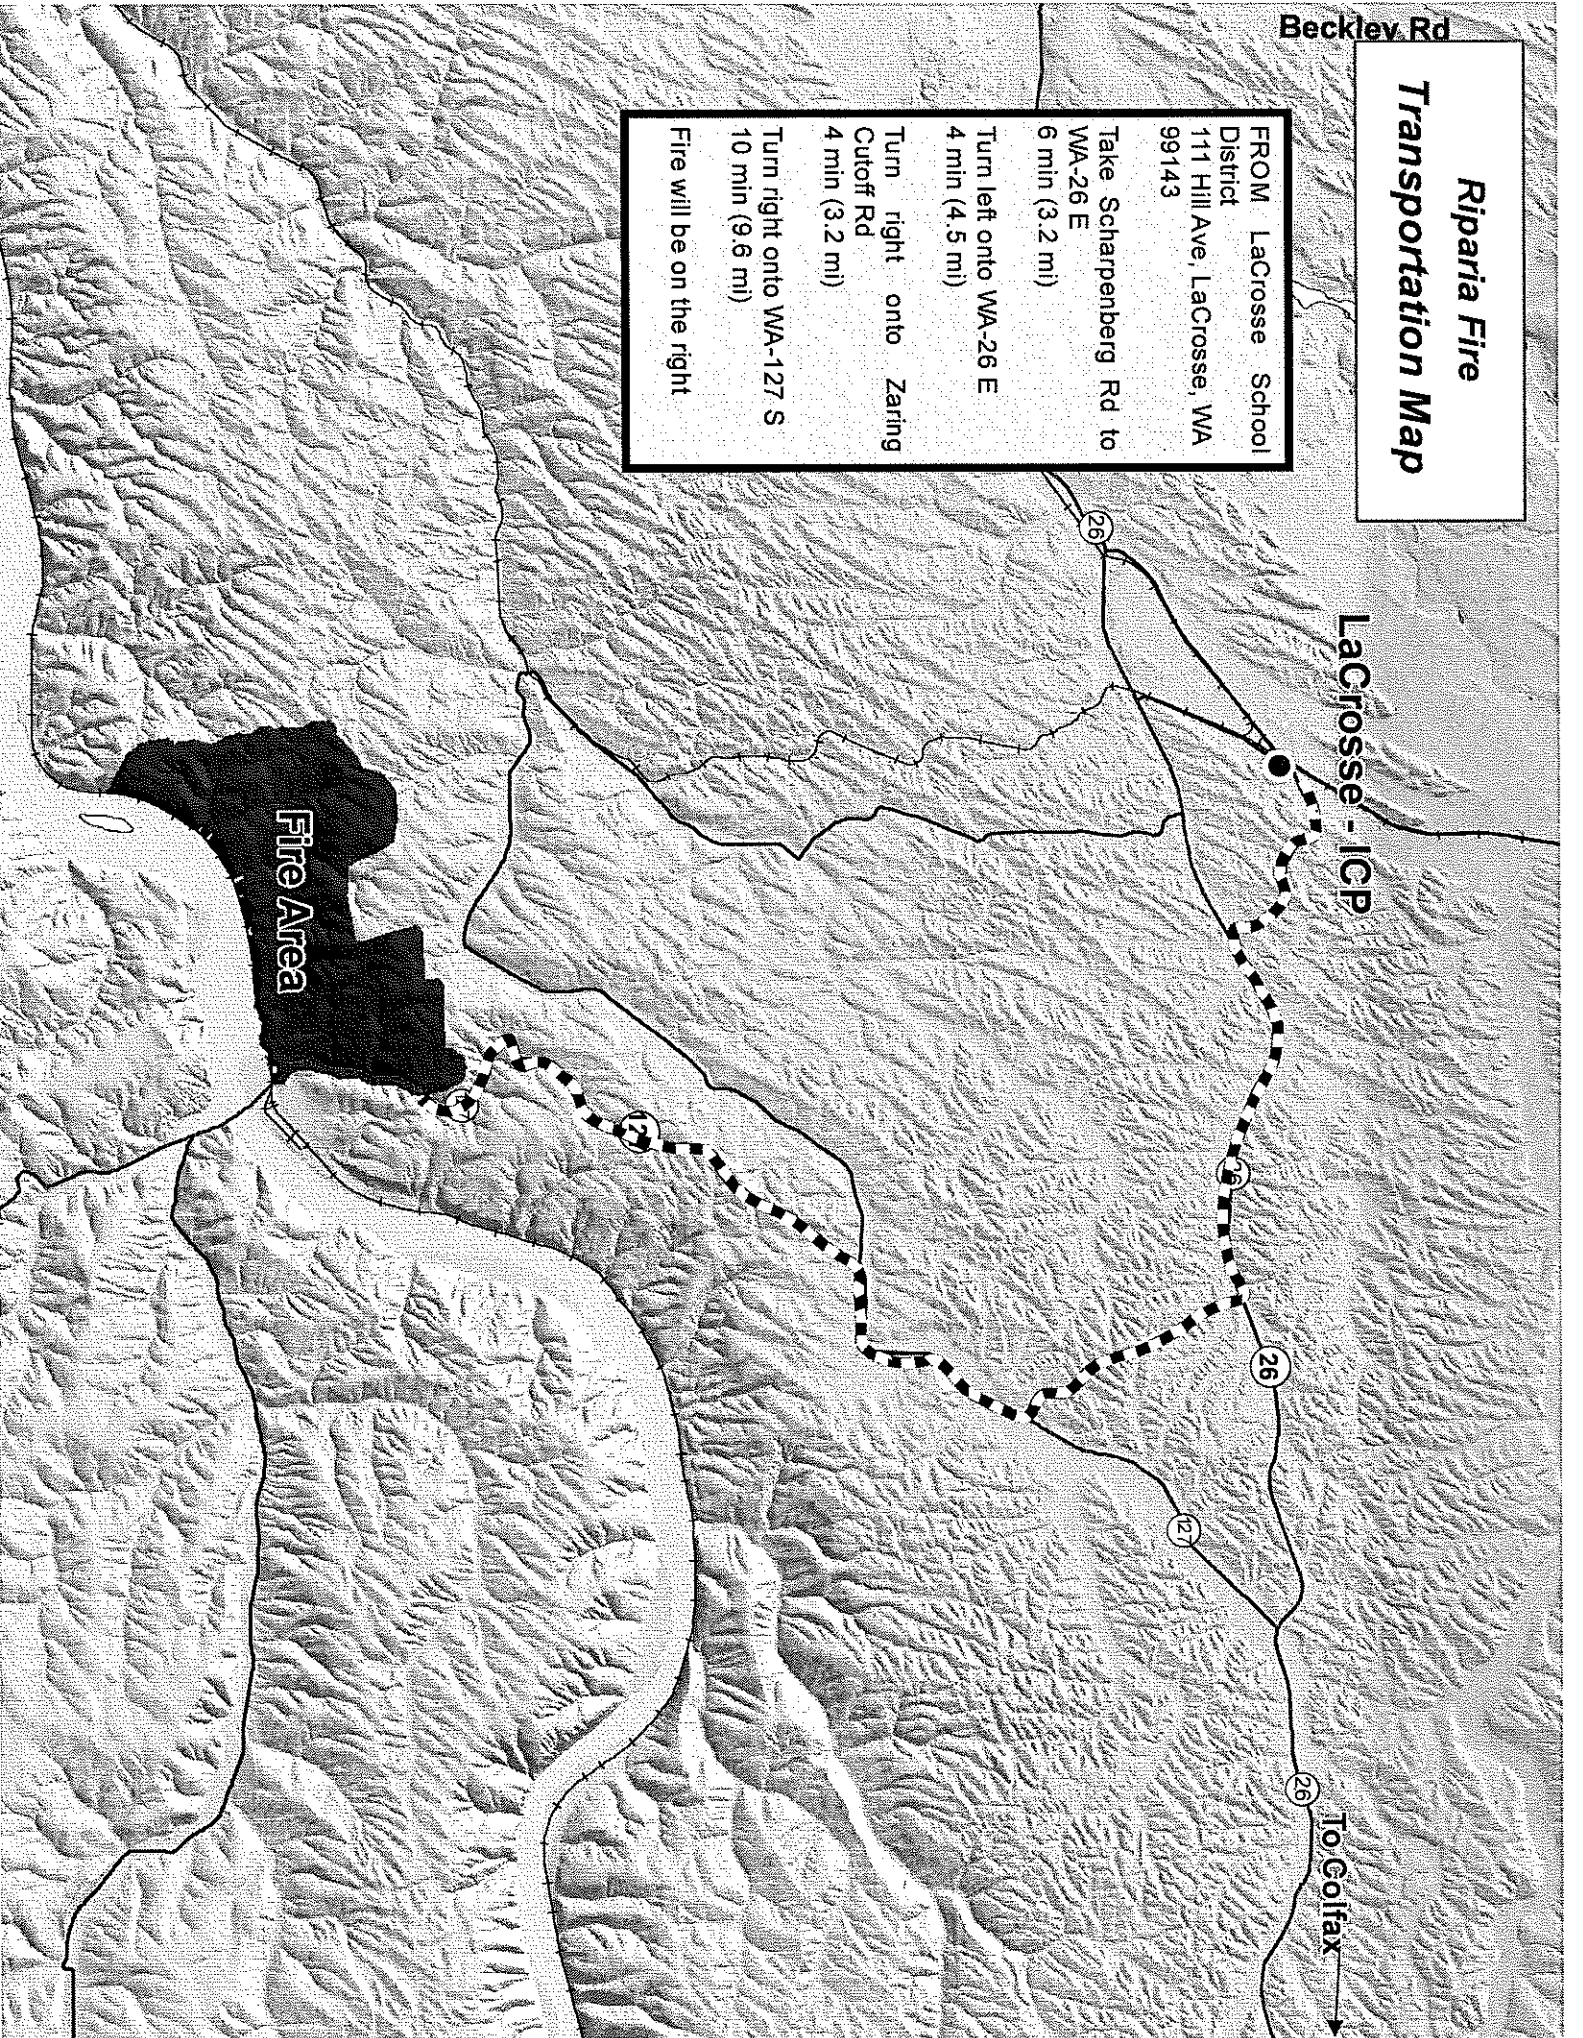 Beckley Rd
Riparia Fire
Transportation Map
FROM LaCrosse School
District
111 Hill Ave, LaCrosse, WA
99143
Take Scharpenberg Rd to
WA-26 E
6 min (3.2 mi)
Turn left onto WA-26 E
4 min (4.5 mi)
Turn right onto Zaring
Cutoff Rd
4 min (3.2 mi)
Turn right onto WA-127 S
10 min (9.6 mi)
Fire will be on the right
LaCrosse - ICP
26
26
26
127
To Colfax
Fire Area